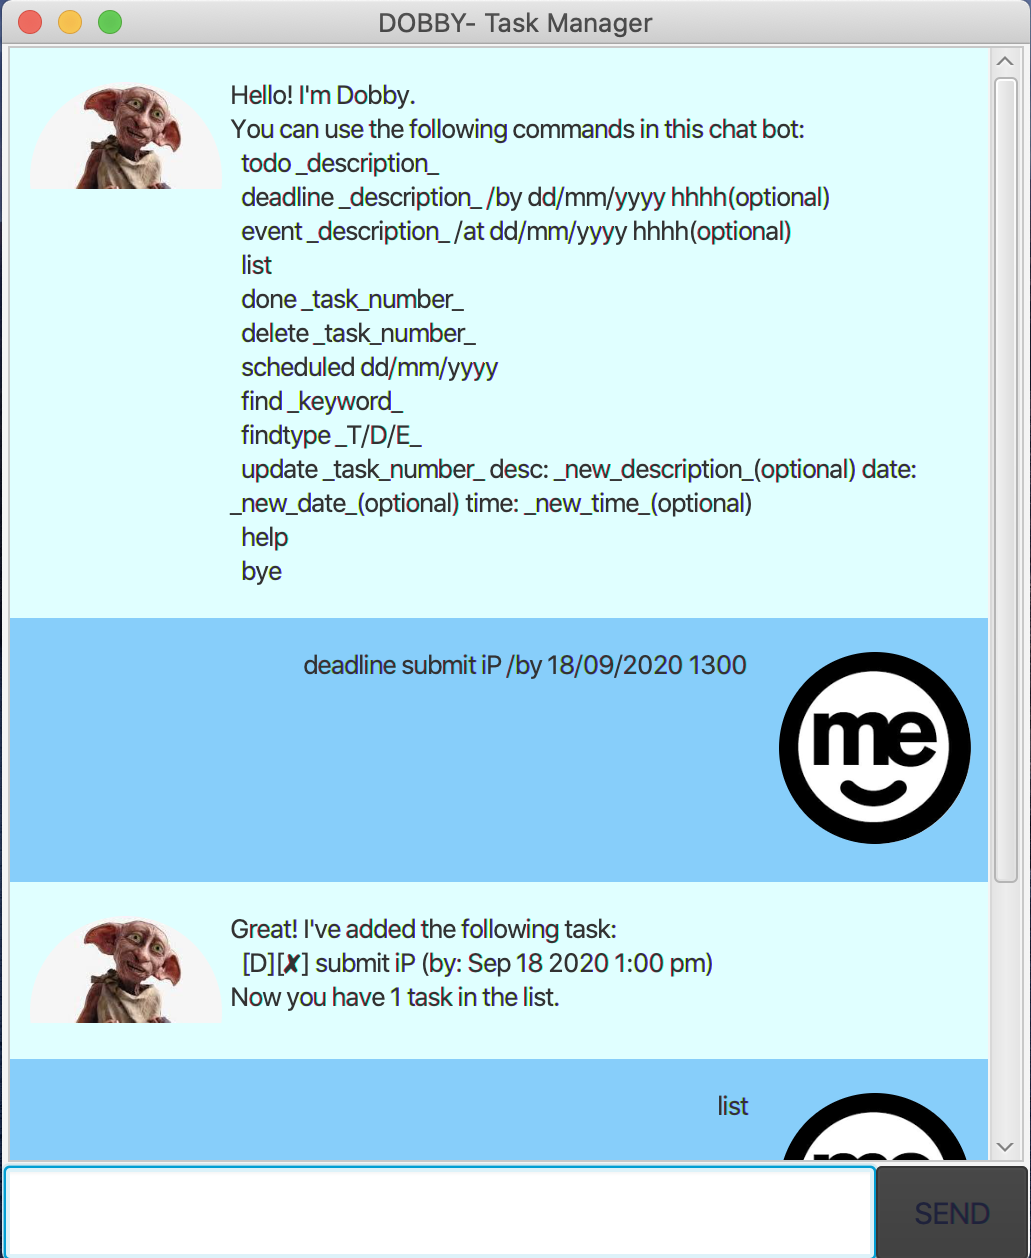 DOBBY- Task Manager
Hello! I'm Dobby.
You can use the following commands in this chat bot:
todo _description_
deadline _description_ /by dd/mm/yyyy hhhh(optional)
event _description_ /at dd/mm/yyyy hhhh(optional)
list
done _task_number_
delete _task_number_
scheduled dd/mm/yyyy
find _keyword_
findtype _T/D/E_
update _task_number_ desc: _new_description_(optional) date:
_new_date_(optional) time: _new_time_(optional)
help
bye
deadline submit iP /by 18/09/2020 1300
me
Great! I've added the following task:
[D][✘] submit iP (by: Sep 18 2020 1:00 pm)
Now you have 1 task in the list.
list
SEND